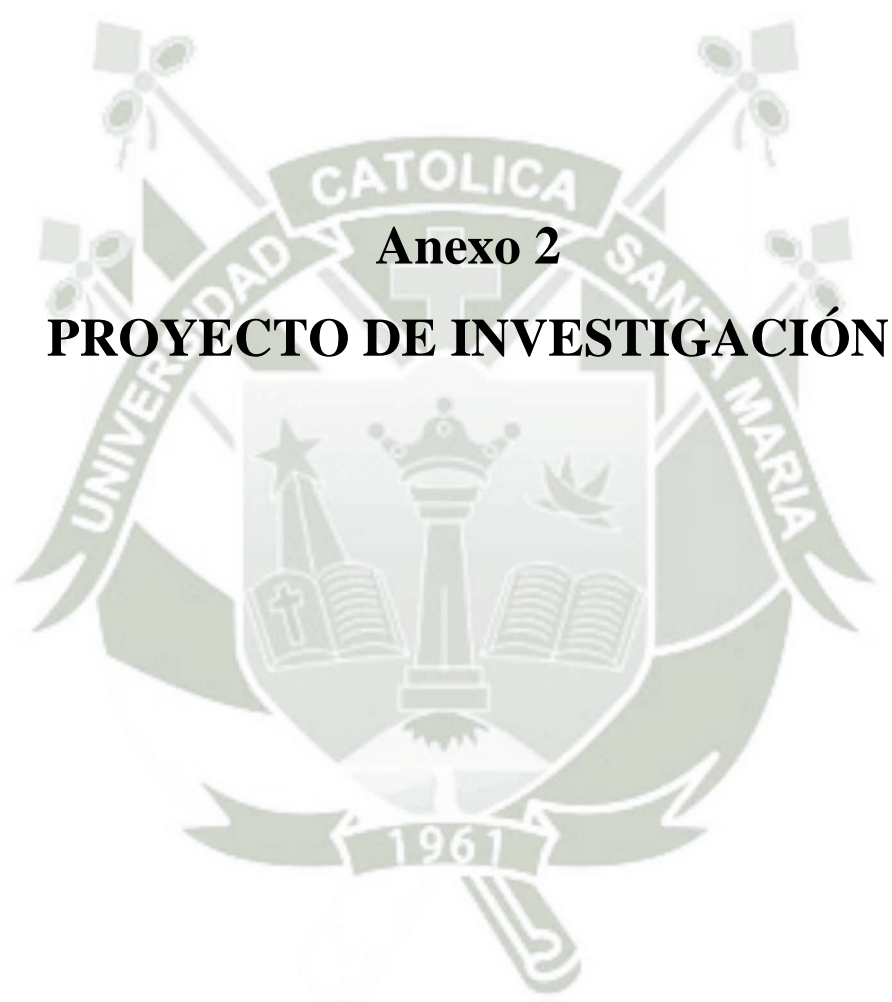 CATOLICA
Anexo 2
PROYECTO DE INVESTIGACIÓN
UNIVERSIDAD
SANTA MARIA
1961